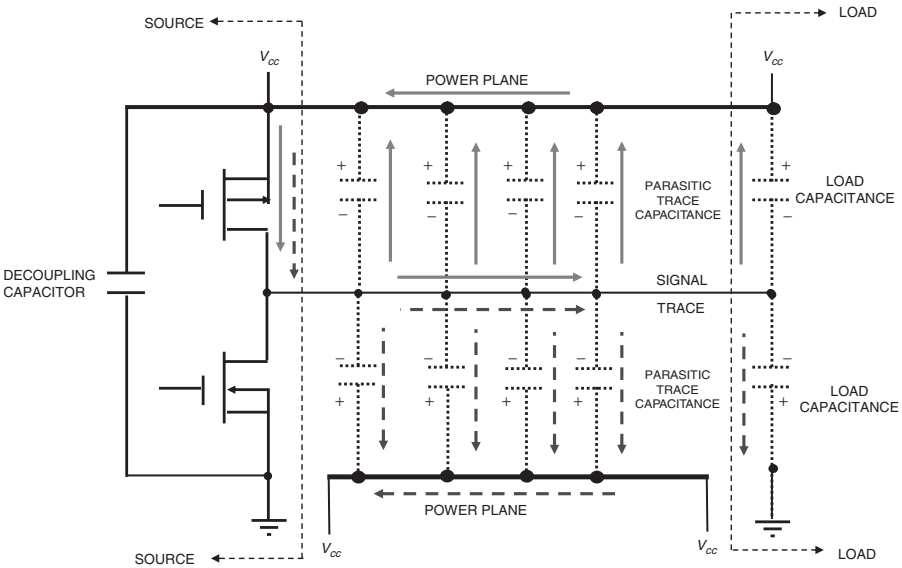 SOURCE
LOAD
Vcc
Vcc
POWER PLANE
+
+
+
+
+
−
−
−
−
−
PARASITIC
TRACE
CAPACITANCE
LOAD
CAPACITANCE
DECOUPLING
CAPACITOR
SIGNAL
TRACE
−
−
−
−
−
+
+
+
+
+
PARASITIC
TRACE
CAPACITANCE
LOAD
CAPACITANCE
POWER PLANE
Vcc
Vcc
SOURCE
LOAD